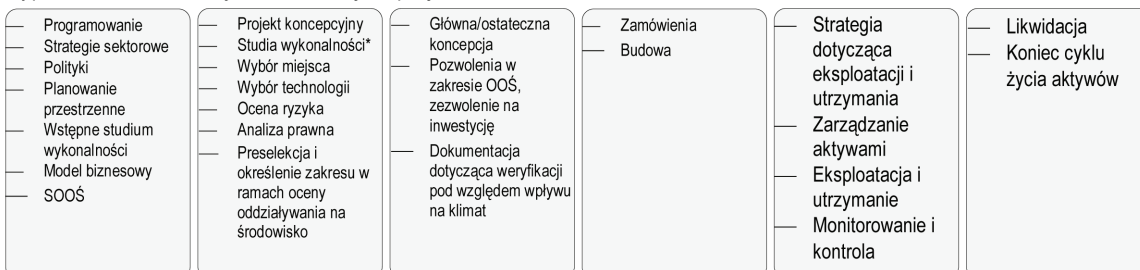 — Programowanie
— Strategie sektorowe
— Polityki
— Planowanie
przestrzenne
— Wstępne studium
wykonalności
— Model biznesowy
— SOOŚ
— Projekt koncepcyjny
— Studia wykonalności*
— Wybór miejsca
— Wybór technologii
— Ocena ryzyka
— Analiza prawna
— Preselekcja i
określenie zakresu w
ramach oceny
oddziaływania na
środowisko
— Główna/ostateczna
koncepcja
— Pozwolenia w
zakresie OOŚ,
zezwolenie na
inwestycję
— Dokumentacja
dotycząca weryfikacji
pod względem wpływu
na klimat
— Zamówienia
— Budowa
— Strategia
dotycząca
eksploatacji i
utrzymania
— Zarządzanie
aktywami
— Eksploatacja i
utrzymanie
— Monitorowanie i
kontrola
— Likwidacja
— Koniec cyklu
życia aktywów